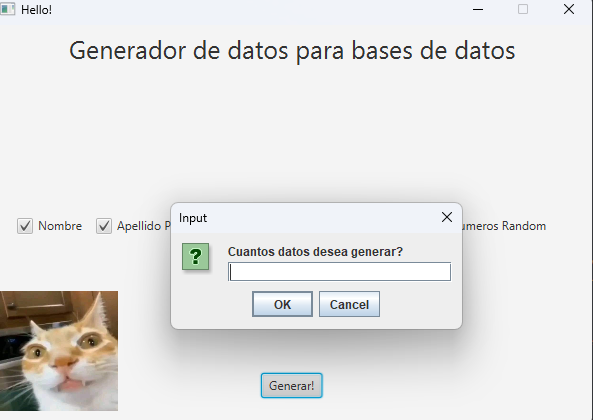 Hello!
Generador de datos para bases de datos
Input
Nombre Apellido
umeros Random
Cuantos datos desea generar?
OK Cancel
Generar!